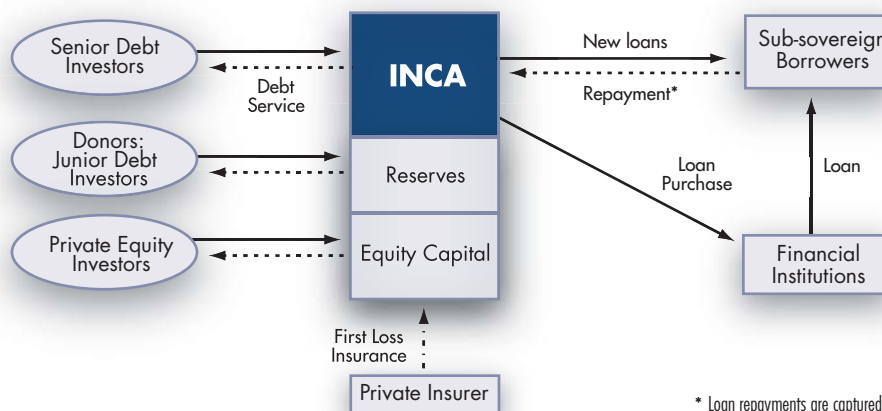 Senior Debt
Investors
Debt
Service
Donors:
Junior Debt
Investors
Private Equity
Investors
INCA
Reserves
Equity Capital
First Loss
Insurance
Private Insurer
New loans
Repayment*
Loan
Purchase
Sub-sovereign
Borrowers
Loan
Financial
Institutions
* Loan repayments are captured